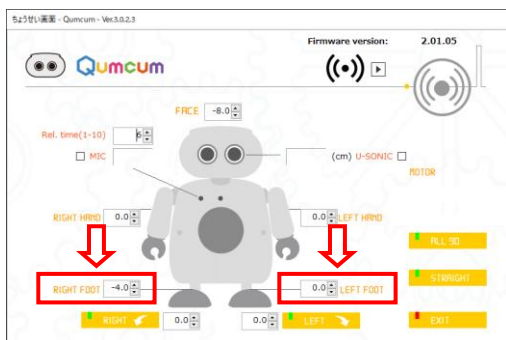 ちょうせい画面 - Qumcum - Ver.3.0.2.3
Firmware version: 2.01.05
Qumcum
FACE -8.0
Rel. time(1-10) 6
MIC
(cm) U-SONIC
MOTOR
RIGHT HAND 0.0
0.0 LEFT HAND
ALL 90
RIGHT FOOT -4.0
0.0 LEFT FOOT
STRAIGHT
RIGHT 0.0
0.0 LEFT
EXIT